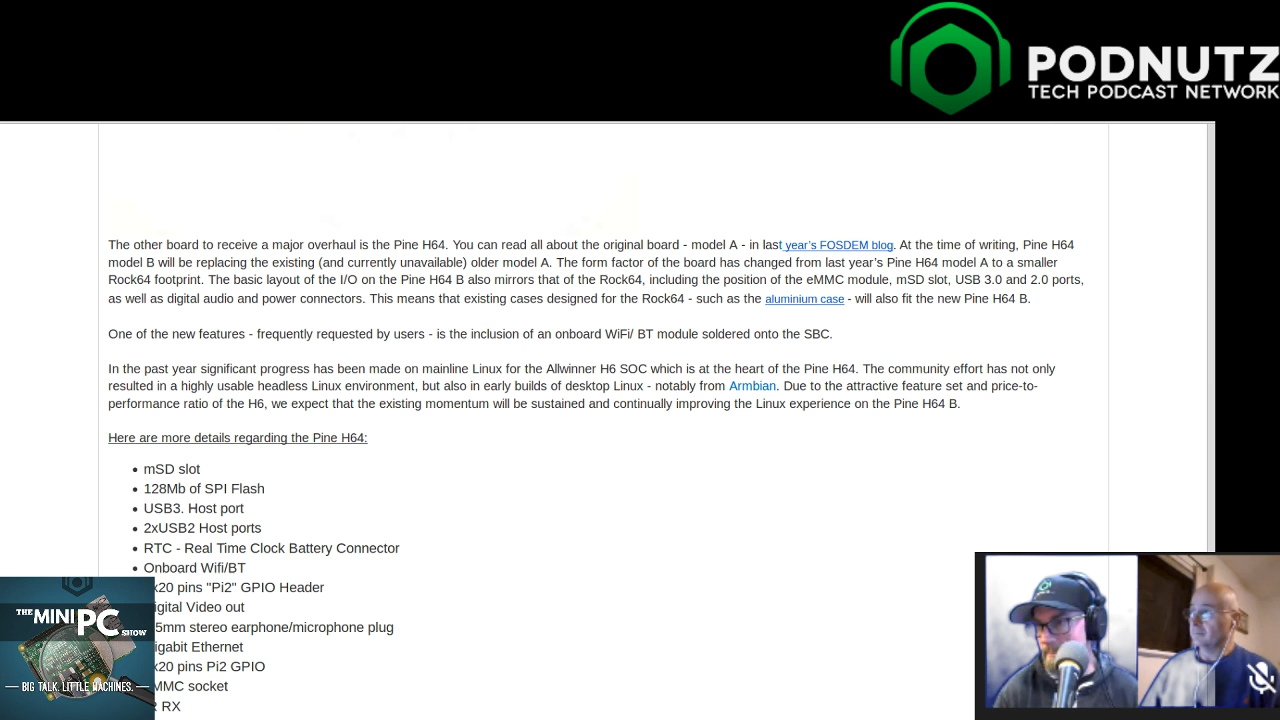 PODNUTZ
TECH PODCAST NETWORK
The other board to receive a major overhaul is the Pine H64. You can read all about the original board - model A - in last year's FOSDEM blog. At the time of writing, Pine H64
model B will be replacing the existing (and currently unavailable) older model A. The form factor of the board has changed from last year's Pine H64 model A to a smaller
Rock64 footprint. The basic layout of the I/O on the Pine H64 B also mirrors that of the Rock64, including the position of the eMMC module, mSD slot, USB 3.0 and 2.0 ports,
as well as digital audio and power connectors. This means that existing cases designed for the Rock64 - such as the aluminium case - will also fit the new Pine H64 B.
One of the new features - frequently requested by users - is the inclusion of an onboard WiFi/ BT module soldered onto the SBC.
In the past year significant progress has been made on mainline Linux for the Allwinner H6 SOC which is at the heart of the Pine H64. The community effort has not only
resulted in a highly usable headless Linux environment, but also in early builds of desktop Linux - notably from Armbian. Due to the attractive feature set and price-to-
performance ratio of the H6, we expect that the existing momentum will be sustained and continually improving the Linux experience on the Pine H64 B.
Here are more details regarding the Pine H64:
• mSD slot
• 128Mb of SPI Flash
• USB3. Host port
• 2xUSB2 Host ports
• RTC - Real Time Clock Battery Connector
• Onboard Wifi/BT
x20 pins "Pi2" GPIO Header
igital Video out
5mm stereo earphone/microphone plug
igabit Ethernet
x20 pins Pi2 GPIO
MMC socket
RX
THE MINI PC SHOW
BIG TALK. LITTLE MACHINES.